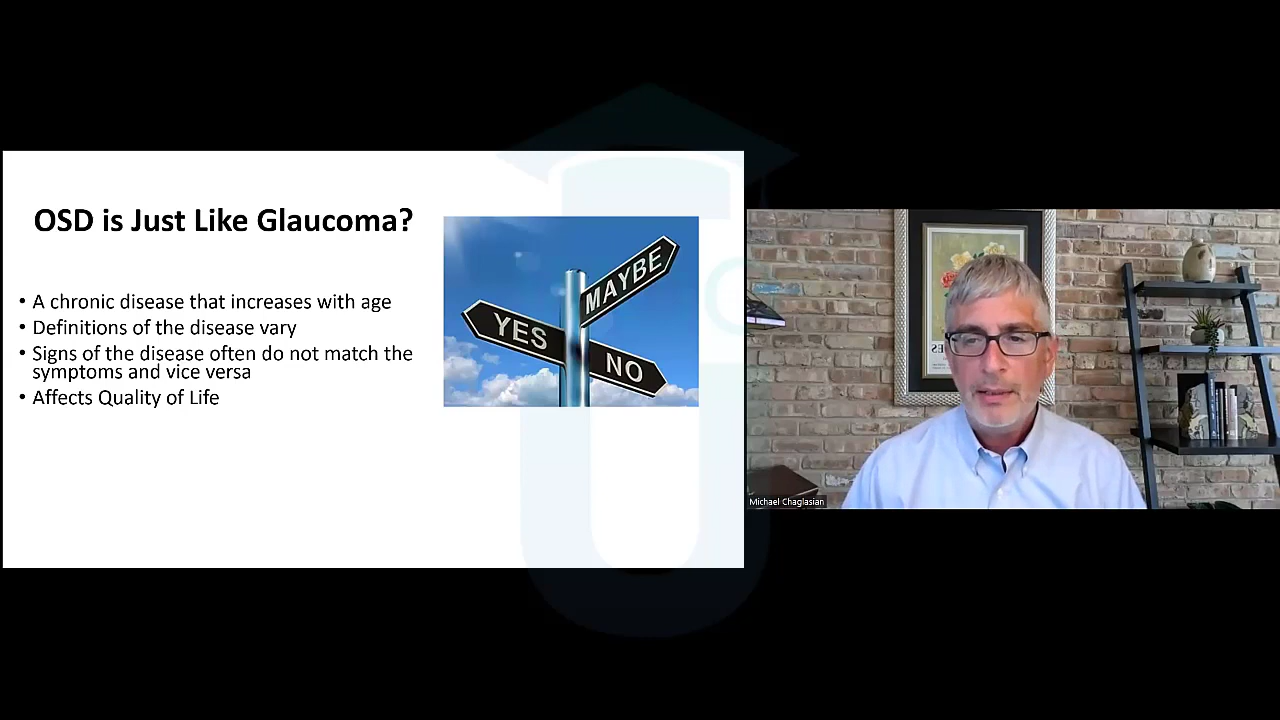 OSD is Just Like Glaucoma?
• A chronic disease that increases with age
• Definitions of the disease vary
• Signs of the disease often do not match the
symptoms and vice versa
• Affects Quality of Life
YES
MAYBE
NO
Michael Chaglasian